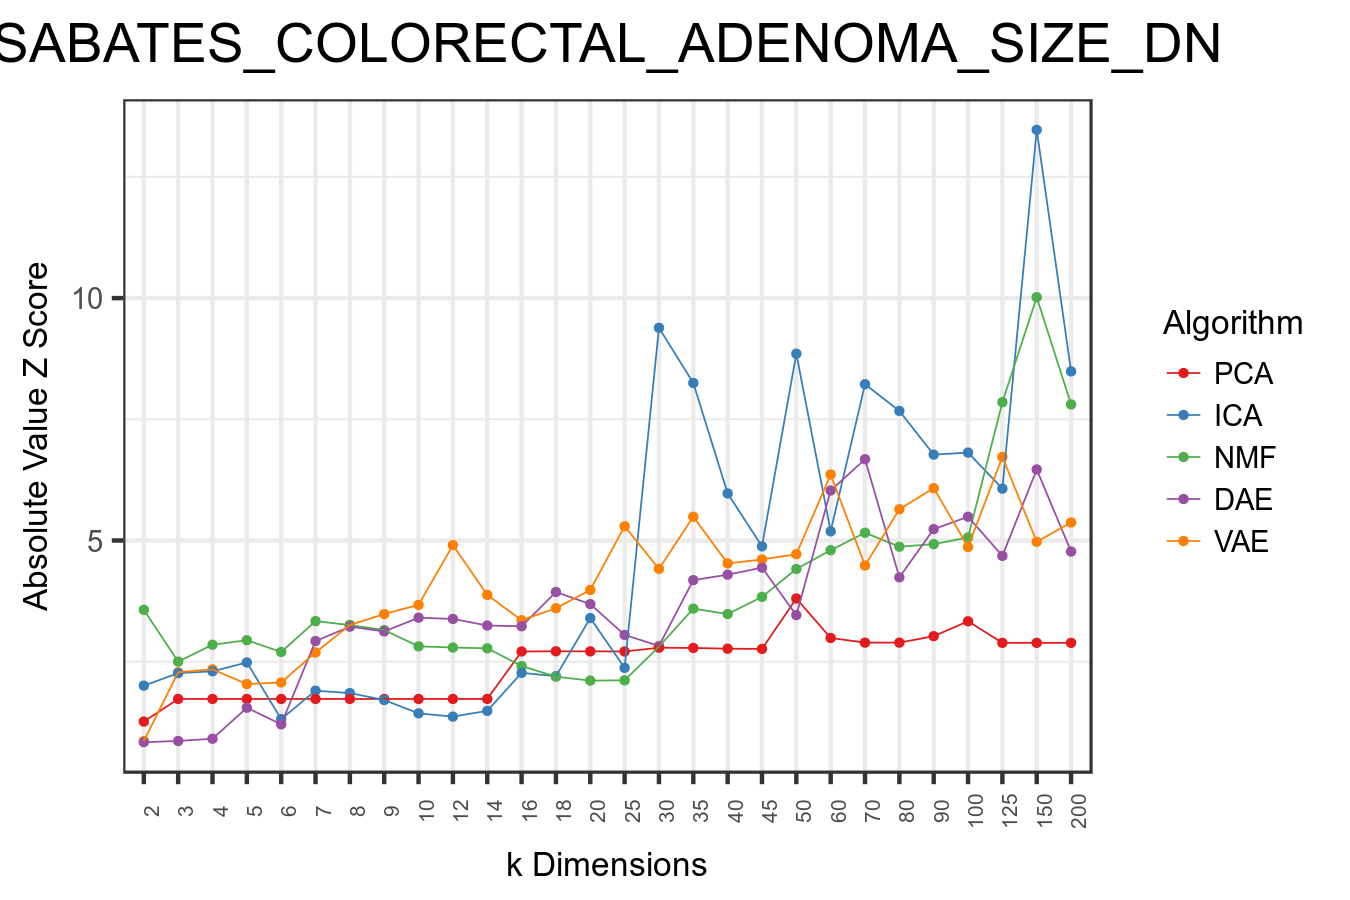 SABATES_COLORECTAL_ADENOMA_SIZE_DN
Absolute Value Z Score
10
5
2 3 4 5 6 7 8 9 10 12 14 16 18 20 25 30 35 40 45 50 60 70 80 90 100 125 150 200
k Dimensions
Algorithm
PCA
ICA
NMF
DAE
VAE